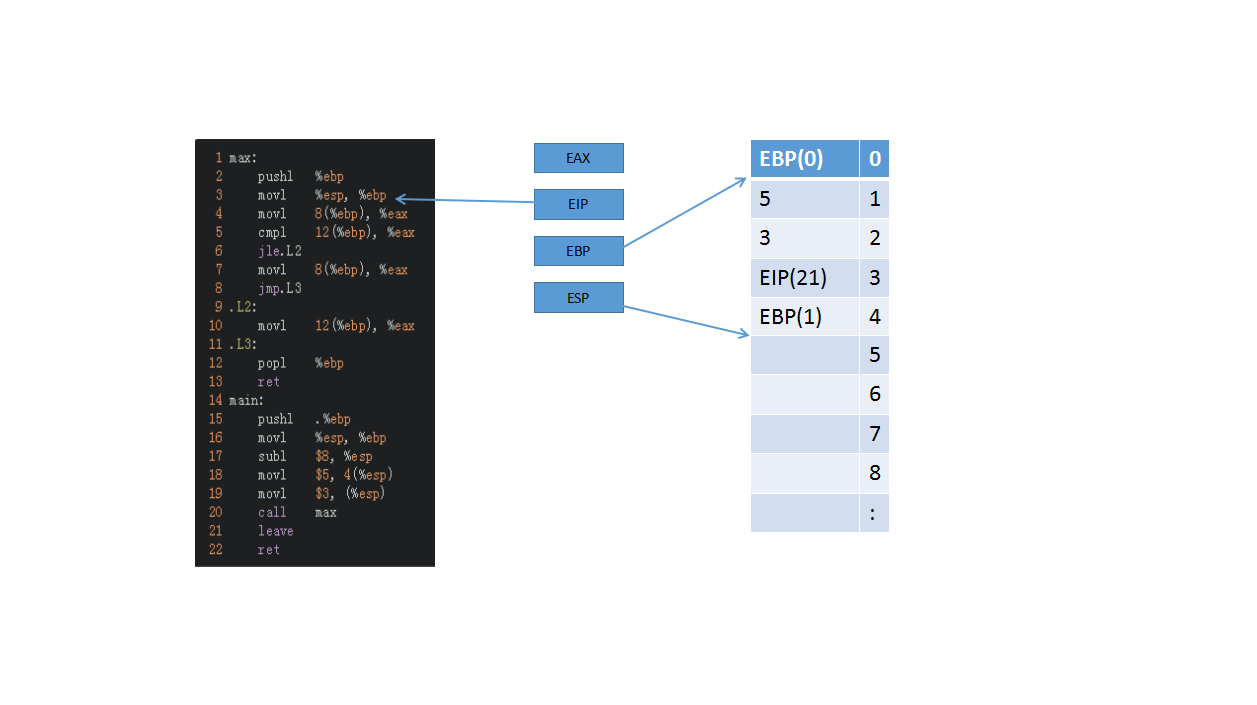 1 max:
2 pushl %ebp
3 movl %esp, %ebp
4 movl 8(%ebp), %eax
5 cmpl 12(%ebp), %eax
6 jle.L2
7 movl 8(%ebp), %eax
8 jmp.L3
9 .L2:
10 movl 12(%ebp), %eax
11 .L3:
12 popl %ebp
13 ret
14 main:
15 pushl .%ebp
16 movl %esp, %ebp
17 subl $8, %esp
18 movl $5, 4(%esp)
19 movl $3, (%esp)
20 call max
21 leave
22 ret
EAX
EIP
EBP
ESP
EBP(0) 0
5 1
3 2
EIP(21) 3
EBP(1) 4
5
6
7
8
: